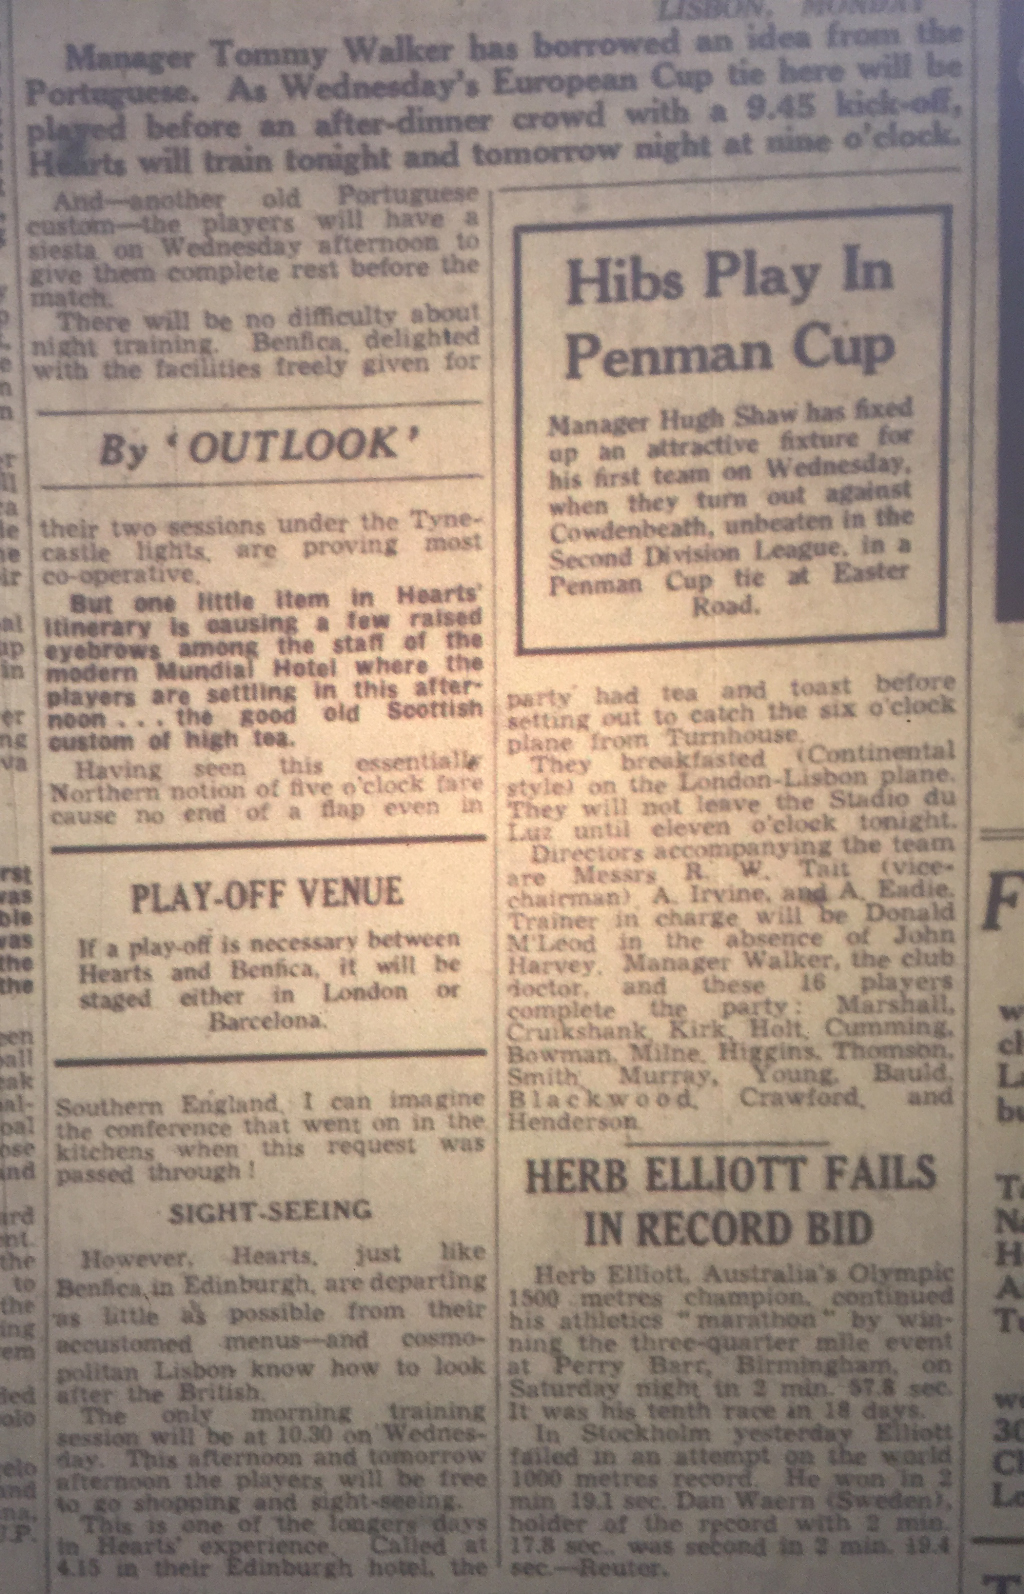 LISBON, MONDAY
Manager Tommy Walker has borrowed an idea from the
Portuguese. As Wednesday's European Cup tie here will be
played before an after-dinner crowd with a 9.45 kick-off,
Hearts will train tonight and tomorrow night at nine o'clock.
And—another old Portuguese
custom—the players will have a
siesta on Wednesday afternoon to
give them complete rest before the
match.
There will be no difficulty about
night training. Benfica, delighted
with the facilities freely given for
By 'OUTLOOK'
their two sessions under the Tyne-
castle lights, are proving most
co-operative.
But one little item in Hearts'
itinerary is causing a few raised
eyebrows among the staff of the
modern Mundial Hotel where the
players are settling in this after-
noon . . . the good old Scottish
custom of high tea.
Having seen this essentially
Northern notion of five o'clock fare
cause no end of a flap even in
PLAY-OFF VENUE
If a play-off is necessary between
Hearts and Benfica, it will be
staged either in London or
Barcelona.
Southern England, I can imagine
the conference that went on in the
kitchens when this request was
passed through!
SIGHT-SEEING
However, Hearts, just like
Benfica in Edinburgh, are departing
as little as possible from their
accustomed menus—and cosmo-
politan Lisbon know how to look
after the British.
The only morning training
session will be at 10.30 on Wednes-
day. This afternoon and tomorrow
afternoon the players will be free
to go shopping and sight-seeing.
This is one of the longers days
in Hearts' experience. Called at
4.15 in their Edinburgh hotel, the
Hibs Play In
Penman Cup
Manager Hugh Shaw has fixed
up an attractive fixture for
his first team on Wednesday,
when they turn out against
Cowdenbeath, unbeaten in the
Second Division League, in a
Penman Cup tie at Easter
Road.
party had tea and toast before
setting out to catch the six o'clock
plane from Turnhouse.
They breakfasted (Continental
style) on the London-Lisbon plane.
They will not leave the Stadio du
Luz until eleven o'clock tonight.
Directors accompanying the team
are Messrs R. W. Tait (vice-
chairman) A. Irvine, and A. Eadie.
Trainer in charge will be Donald
M'Leod in the absence of John
Harvey. Manager Walker, the club
doctor, and these 16 players
complete the party: Marshall,
Cruikshank, Kirk, Holt, Cumming,
Bowman, Milne, Higgins, Thomson,
Smith Murray, Young, Bauld,
Blackwood, Crawford, and
Henderson.
HERB ELLIOTT FAILS
IN RECORD BID
Herb Elliott, Australia's Olympic
1500 metres champion, continued
his athletics "marathon" by win-
ning the three-quarter mile event
at Perry Barr, Birmingham, on
Saturday night in 2 min. 57.8 sec.
It was his tenth race in 18 days.
In Stockholm yesterday Elliott
failed in an attempt on the world
1000 metres record. He won in 2
min 19.1 sec. Dan Waern (Sweden),
holder of the record with 2 min.
17.8 sec., was second in 2 min. 19.4
sec.—Reuter.